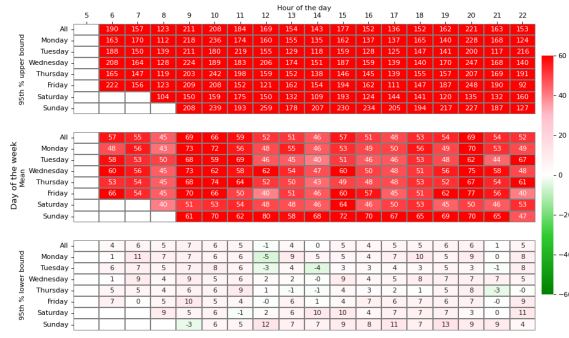 Hour of the day
5 6 7 8 9 10 11 12 13 14 15 16 17 18 19 20 21 22
All 190 157 123 211 208 184 169 154 143 177 152 136 152 162 221 163 153
Monday 163 170 112 218 236 174 160 155 135 162 137 137 165 140 228 168 124
Tuesday 188 150 139 211 180 219 155 129 118 159 128 125 147 141 200 117 216
Wednesday 208 164 128 224 189 193 204 174 151 187 159 139 140 170 247 168 140
Thursday 165 147 119 203 242 198 159 152 138 146 145 139 155 157 207 169 191
Friday 222 156 123 209 208 152 121 162 154 194 162 111 147 187 248 190 92
Saturday 104 150 159 175 150 132 109 193 124 134 144 121 120 135 132 160
Sunday 208 239 193 259 178 207 230 234 205 194 217 227 187 127
95th % upper bound
All 57 55 45 69 66 59 52 51 46 57 51 48 53 54 69 54 52
Monday 48 56 43 73 72 56 48 55 46 53 49 50 56 49 70 53 49
Tuesday 58 53 50 68 59 69 46 45 40 51 46 46 53 48 62 44 67
Wednesday 60 56 45 73 62 58 62 54 47 60 50 48 51 56 75 58 48
Thursday 53 54 45 68 74 64 52 50 43 49 48 48 53 52 67 54 61
Friday 66 54 45 70 66 50 40 51 46 60 57 45 51 62 77 56 40
Saturday 40 51 53 54 48 48 46 64 46 50 53 45 50 46 53
Sunday 61 70 62 80 58 68 72 70 67 65 69 70 65 47
Day of the week
Mean
All 4 6 5 7 6 5 -1 4 0 5 4 5 5 6 6 1 5
Monday 1 11 7 7 6 5 -5 9 5 5 4 7 10 5 9 0 8
Tuesday 6 7 5 7 8 6 -3 4 -4 3 3 4 3 5 3 -1 8
Wednesday 1 9 4 9 5 6 2 2 -0 9 4 5 8 7 7 5 2
Thursday 5 5 4 6 6 9 1 -1 -1 4 3 2 1 5 8 -3 -0
Friday 7 0 5 10 5 4 -0 6 1 4 7 6 7 6 7 -0 9
Saturday 9 5 6 -1 2 6 10 10 4 7 7 7 3 0 11
Sunday -3 6 5 12 7 7 9 8 11 7 13 9 9 4
95th % lower bound
60
40
20
0
−20
−40
−60